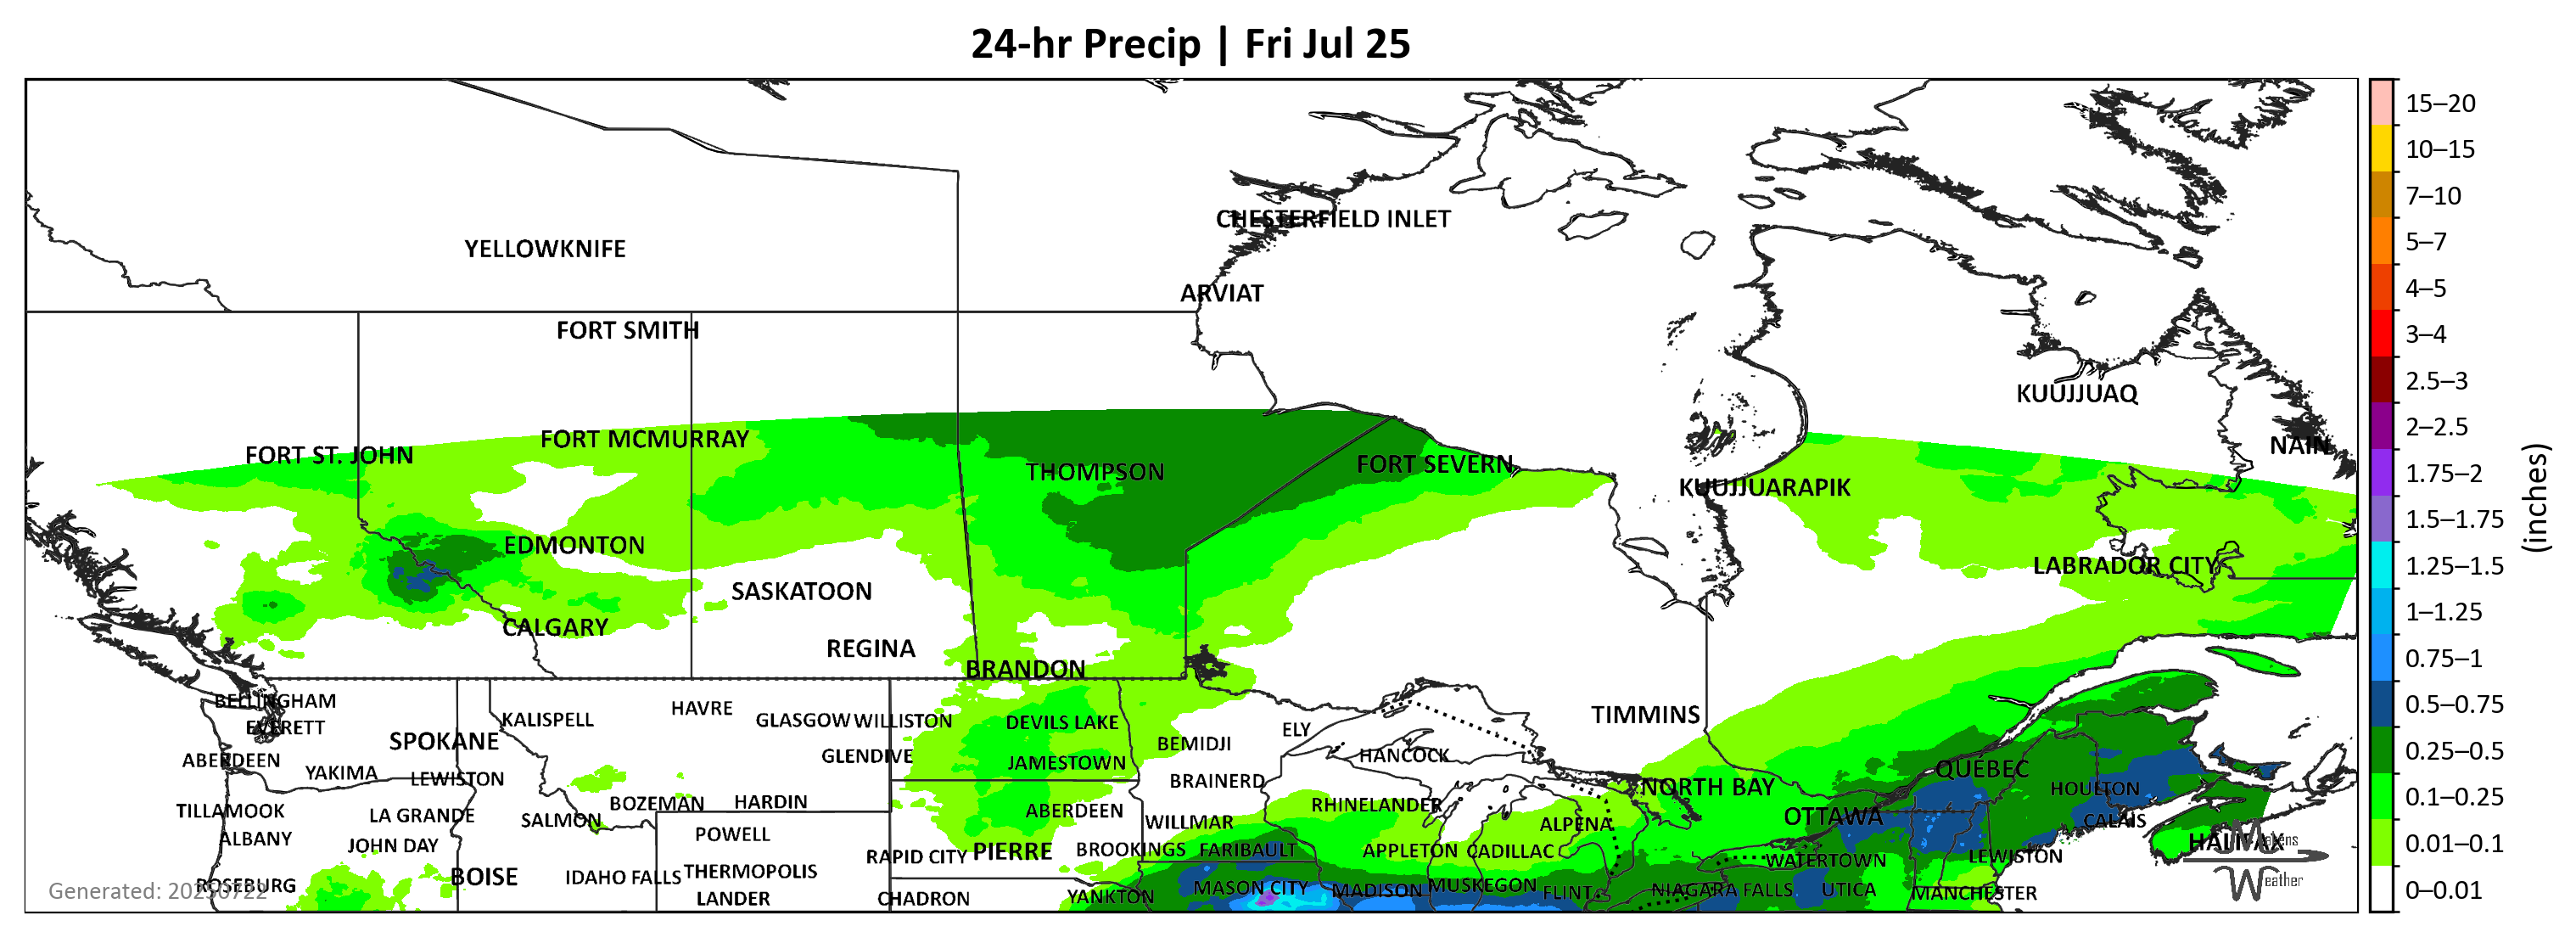 24-hr Precip | Fri Jul 25
CHESTERFIELD INLET
YELLOWKNIFE
ARVIAT
FORT SMITH
KUUJJUAQ
FORT MCMURRAY
NAIN
FORT ST. JOHN
THOMPSON
FORT SEVERN
KUUJJUARAPIK
EDMONTON
LABRADOR CITY
SASKATOON
CALGARY
REGINA
BRANDON
BELLINGHAM
HAVRE
KALISPELL
GLASGOW
WILLISTON
DEVILS LAKE
TIMMINS
EVERETT
ELY
SPOKANE
BEMIDJI
ABERDEEN
GLENDIVE
JAMESTOWN
HANCOCK
QUÉBEC
YAKIMA
LEWISTON
BRAINERD
NORTH BAY
HOULTON
BOZEMAN
HARDIN
RHINELANDER
TILLAMOOK
LA GRANDE
SALMON
ABERDEEN
WILLMAR
ALPENA
OTTAWA
CALAIS
ALBANY
JOHN DAY
POWELL
RAPID CITY
PIERRE
BROOKINGS
FARIBAULT
APPLETON
CADILLAC
WATERTOWN
LEWISTON
HALIFAX
Matens
Weather
ROSEBURG
BOISE
IDAHO FALLS
THERMOPOLIS
MASON CITY
MADISON
MUSKEGON
FLINT
NIAGARA FALLS
UTICA
MANCHESTER
LANDER
CHADRON
YANKTON
Generated: 20250722
15–20
10–15
7–10
5–7
4–5
3–4
2.5–3
2–2.5
1.75–2
1.5–1.75
1.25–1.5
1–1.25
0.75–1
0.5–0.75
0.25–0.5
0.1–0.25
0.01–0.1
0–0.01
(inches)